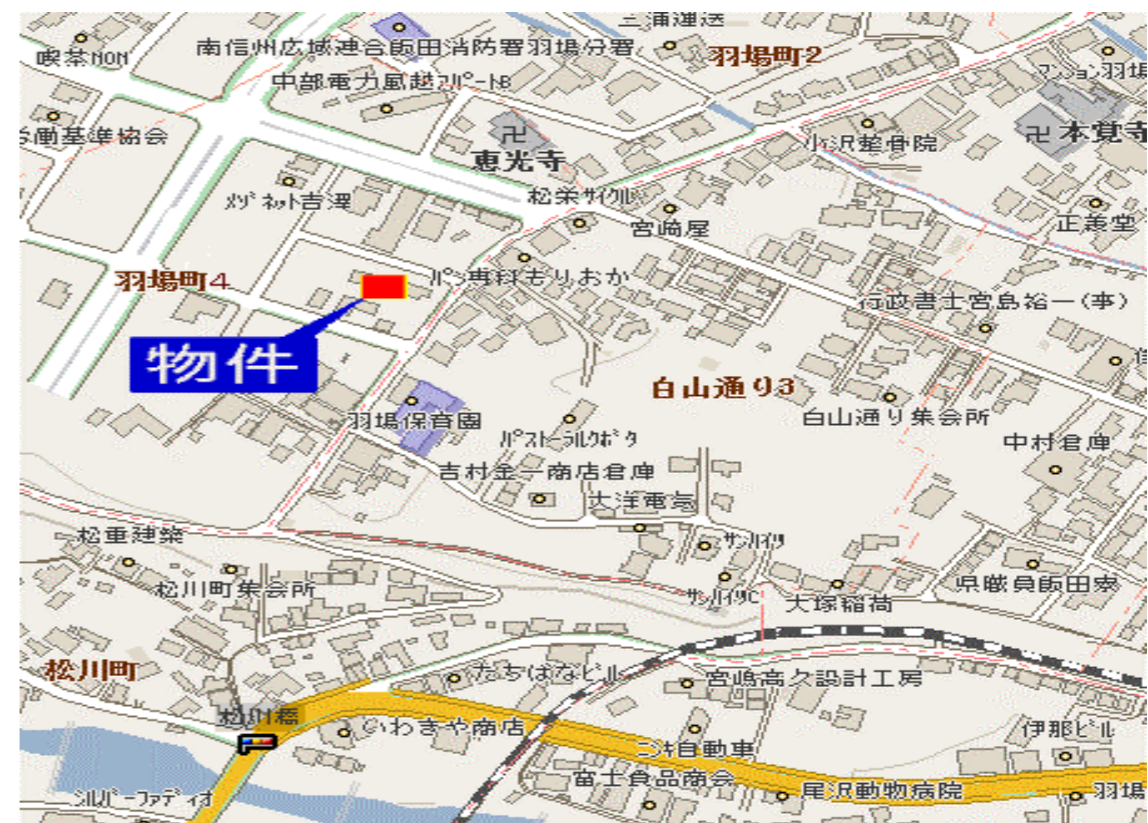 三浦運送
喫茶NON
南信州広域連合飯田消防署羽場分署
羽場町2
中部電力風越アパートB
マンション羽場
労働基準協会
卍
恵光寺
小沢整骨院
卍 本覚寺
メガネット吉澤
松栄サイクル
宮崎屋
正善堂
羽場町4
パン専科もりおか
行政書士宮島裕一(事)
物件
白山通り3
羽場保育園
白山通り集会所
パストーラルクボタ
中村倉庫
吉村金一商店倉庫
大洋電気
松重建築
サンハイツ
松川町集会所
サンハイツC
大塚稲荷
県職員飯田寮
松川町
たちばなビル
宮嶋高久設計工房
松川橋
いわきや商店
ニシキ自動車
伊那ビル
富士食品商会
シルバーファディオ
尾沢動物病院
羽場